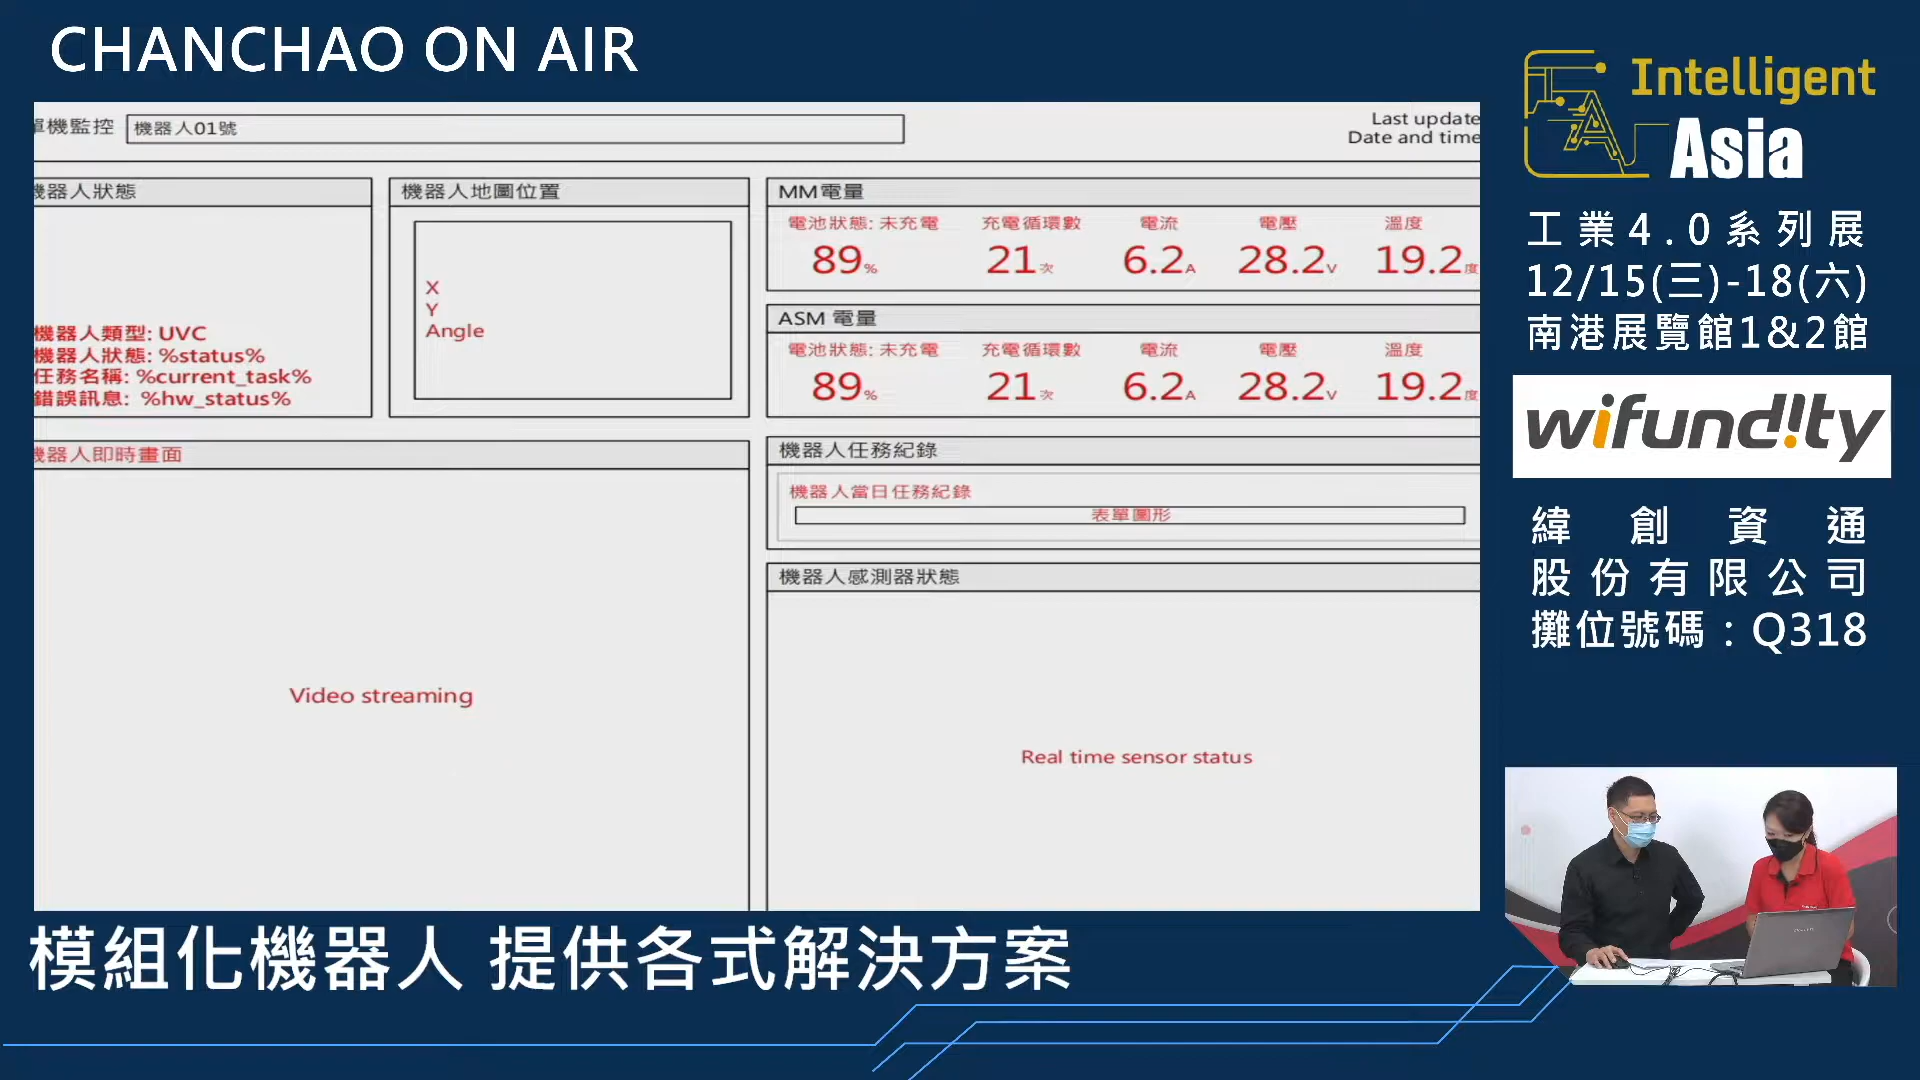 CHANCHAO ON AIR
單機監控 機器人01號
Last update
Date and time
機器人狀態
機器人類型: UVC
機器人狀態: %status%
任務名稱: %current_task%
錯誤訊息: %hw_status%
機器人地圖位置
X
Y
Angle
MM電量
電池狀態: 未充電 充電循環數 電流 電壓 溫度
89% 21次 6.2A 28.2V 19.2度
ASM 電量
電池狀態: 未充電 充電循環數 電流 電壓 溫度
89% 21次 6.2A 28.2V 19.2度
機器人即時畫面
Video streaming
機器人任務紀錄
機器人當日任務紀錄
表單圖形
機器人感測器狀態
Real time sensor status
模組化機器人 提供各式解決方案
Intelligent
Asia
工業4.0系列展
12/15(三)-18(六)
南港展覽館1&2館
wifund!ty
緯創資通
股份有限公司
攤位號碼:Q318